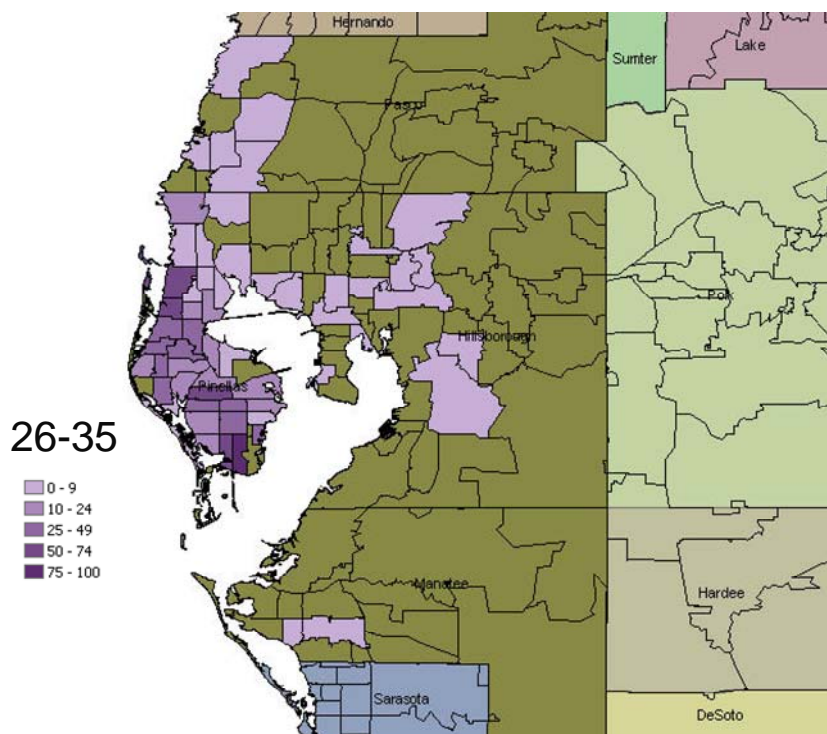 Hernando
Sumter
Lake
Pasco
Polk
Hillsborough
Pinellas
26-35
0 - 9
10 - 24
25 - 49
50 - 74
75 - 100
Manatee
Hardee
Sarasota
DeSoto